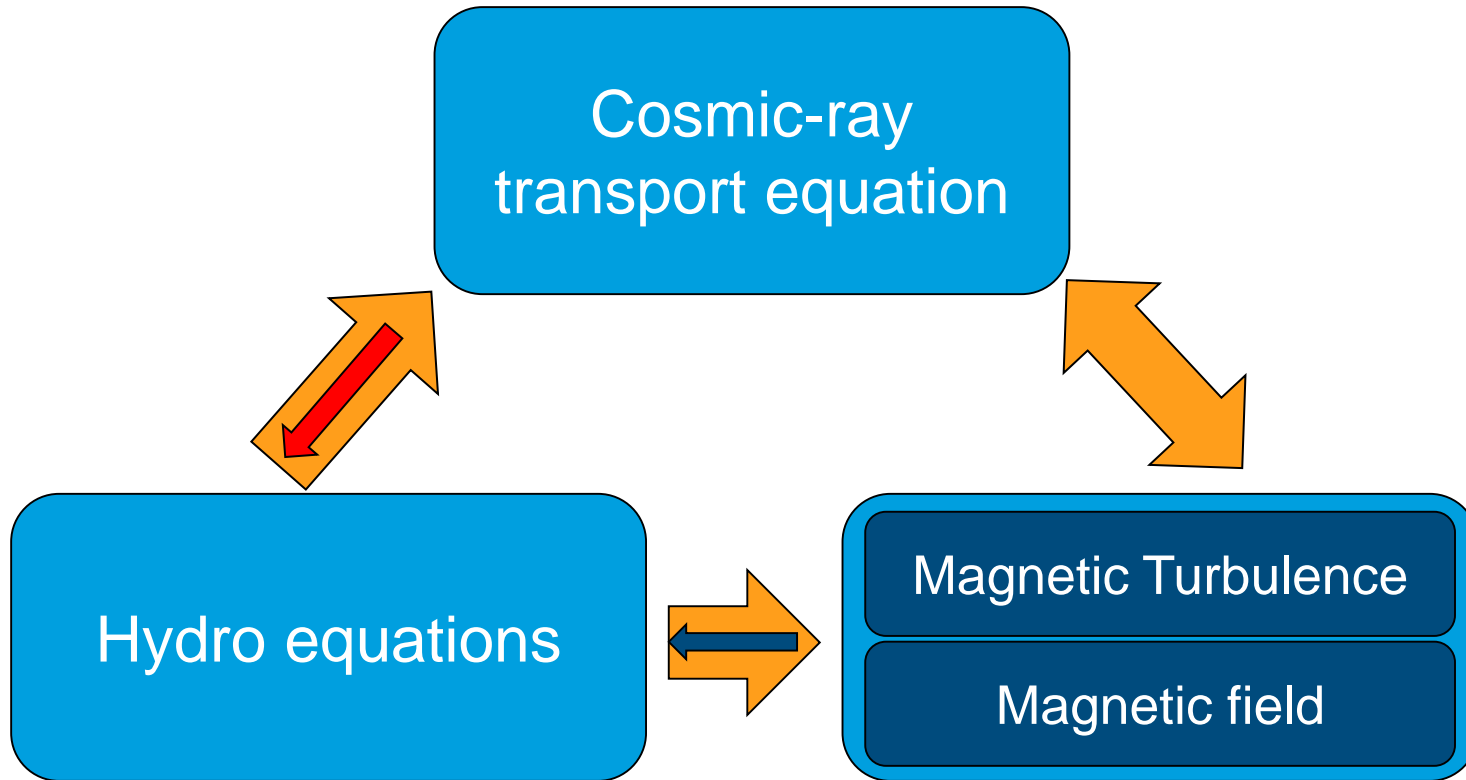 Cosmic-ray
transport equation
Hydro equations
Magnetic Turbulence
Magnetic field